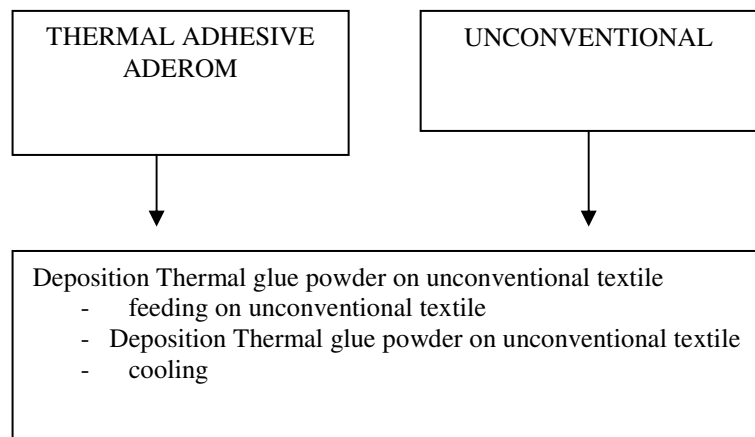 THERMAL ADHESIVE
ADEROM
UNCONVENTIONAL
Deposition Thermal glue powder on unconventional textile
- feeding on unconventional textile
- Deposition Thermal glue powder on unconventional textile
- cooling